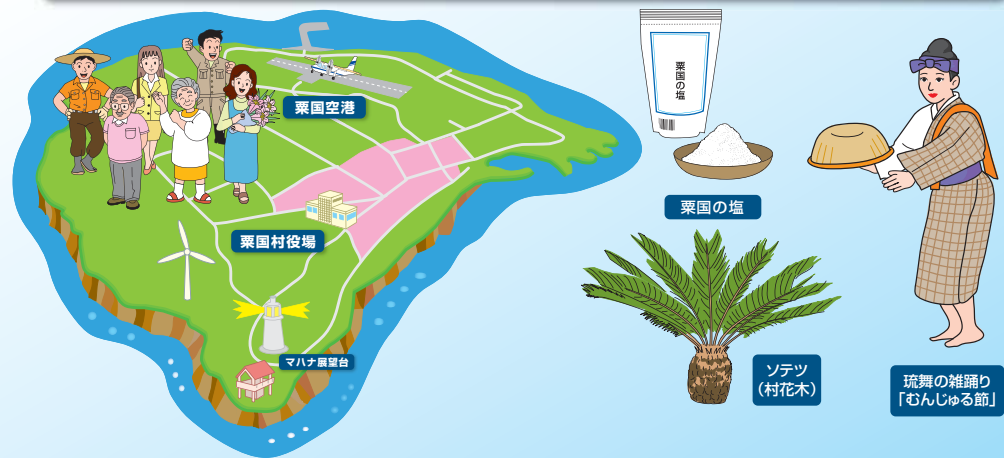 粟国空港
粟国村役場
マハナ展望台
粟国の塩
粟国の塩
ソテツ
（村花木）
琉舞の雑踊り
「むんじゅる節」